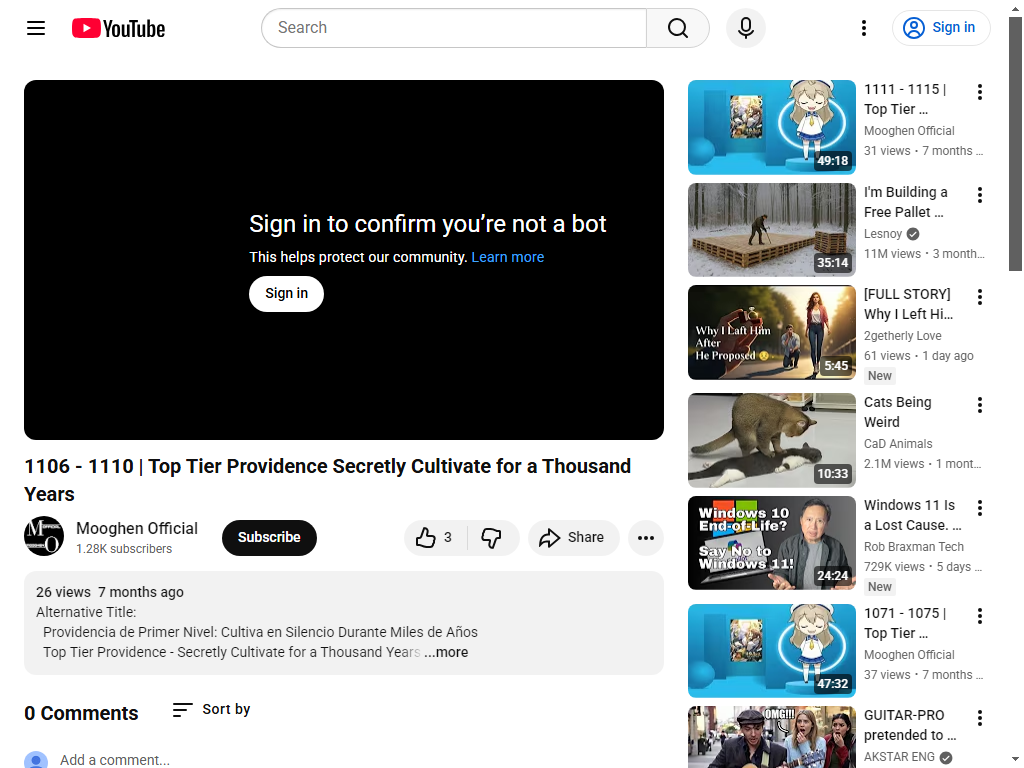 YouTube
Search
Sign in
Sign in to confirm you’re not a bot
This helps protect our community. Learn more
Sign in
1106 - 1110 | Top Tier Providence Secretly Cultivate for a Thousand
Years
Mooghen Official
1.28K subscribers
Subscribe
3
Share
26 views 7 months ago
Alternative Title:
Providencia de Primer Nivel: Cultiva en Silencio Durante Miles de Años
Top Tier Providence - Secretly Cultivate for a Thousand Years ...more
0 Comments
Sort by
Add a comment...
49:18
1111 - 1115 |
Top Tier ...
Mooghen Official
31 views • 7 months ...
35:14
I'm Building a
Free Pallet ...
Lesnoy
11M views • 3 month...
Why I Left Him
After
He Proposed
5:45
[FULL STORY]
Why I Left Hi...
2getherly Love
61 views • 1 day ago
New
10:33
Cats Being
Weird
CaD Animals
2.1M views • 1 mont...
Windows 10
End-of-Life?
Say No to
Windows 11!
24:24
Windows 11 Is
a Lost Cause. ...
Rob Braxman Tech
729K views • 5 days ...
New
47:32
1071 - 1075 |
Top Tier ...
Mooghen Official
37 views • 7 months ...
OMG!!!
GUITAR-PRO
pretended to ...
AKSTAR ENG